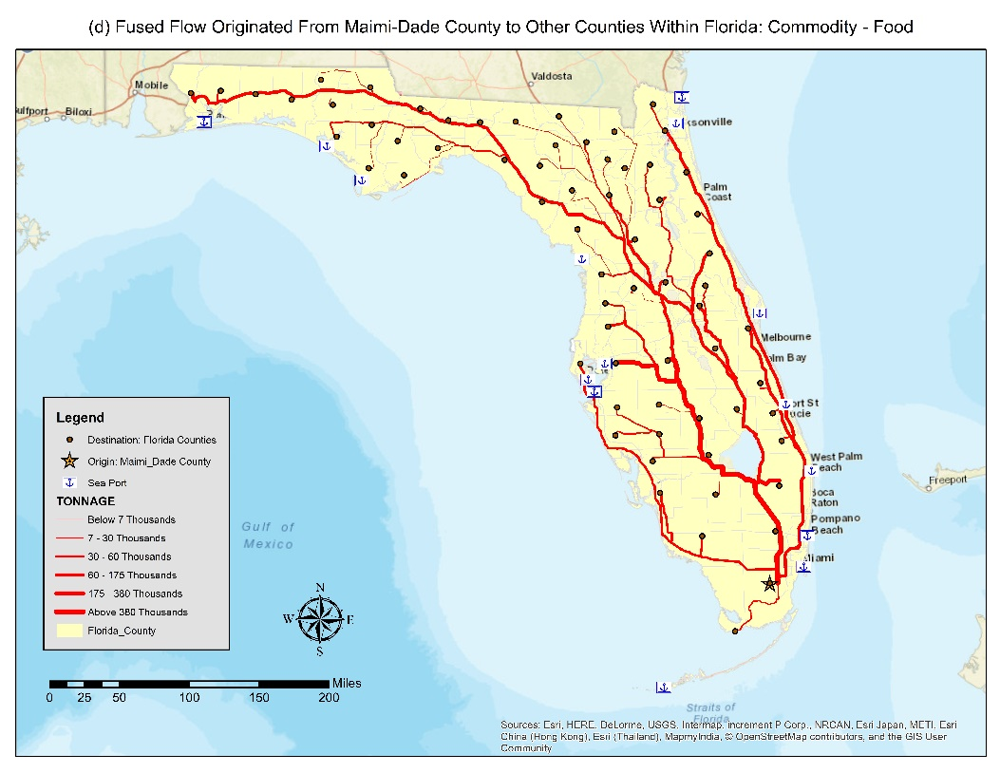 (d) Fused Flow Originated From Maimi-Dade County to Other Counties Within Florida: Commodity - Food
Valdosta
Mobile
ulfport
Biloxi
ksonville
Palm
Coast
Melbourne
lm Bay
ort St
ucie
West Palm
Beach
Freeport
Boca
Raton
Pompano
Beach
Miami
Gulf of
Mexico
Legend
Destination: Florida Counties
Origin: Maimi_Dade County
Sea Port
TONNAGE
Below 7 Thousands
7 - 30 Thousands
30 - 60 Thousands
60 - 175 Thousands
175 - 380 Thousands
Above 380 Thousands
Florida_County
N
W
E
S
Miles
0 25 50 100 150 200
Straits of
Florida
Sources: Esri, HERE, DeLorme, USGS, Intermap, increment P Corp., NRCAN, Esri Japan, METI, Esri
China (Hong Kong), Esri (Thailand), MapmyIndia, © OpenStreetMap contributors, and the GIS User
Community